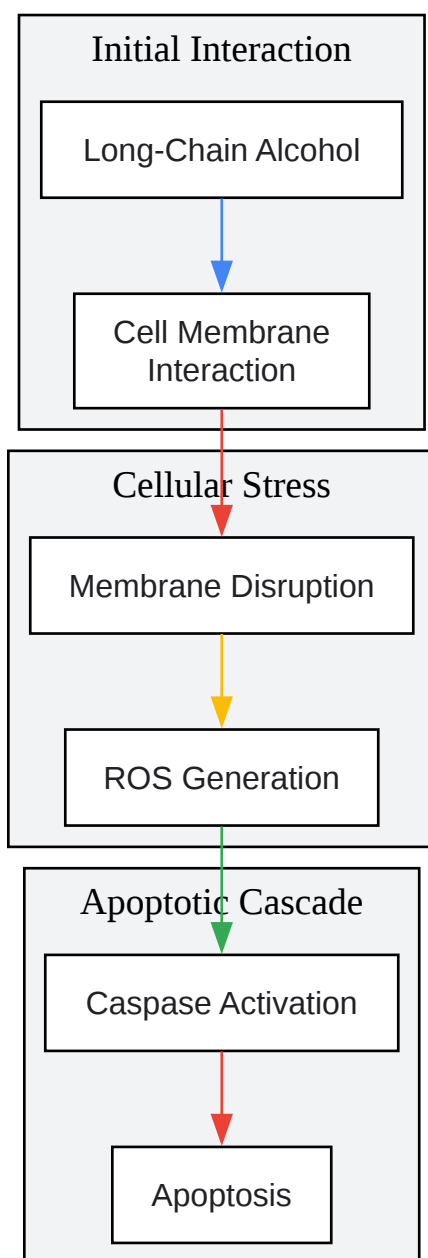 Initial Interaction
Long-Chain Alcohol
Cell Membrane
Interaction
Cellular Stress
Membrane Disruption
ROS Generation
Apoptotic Cascade
Caspase Activation
Apoptosis